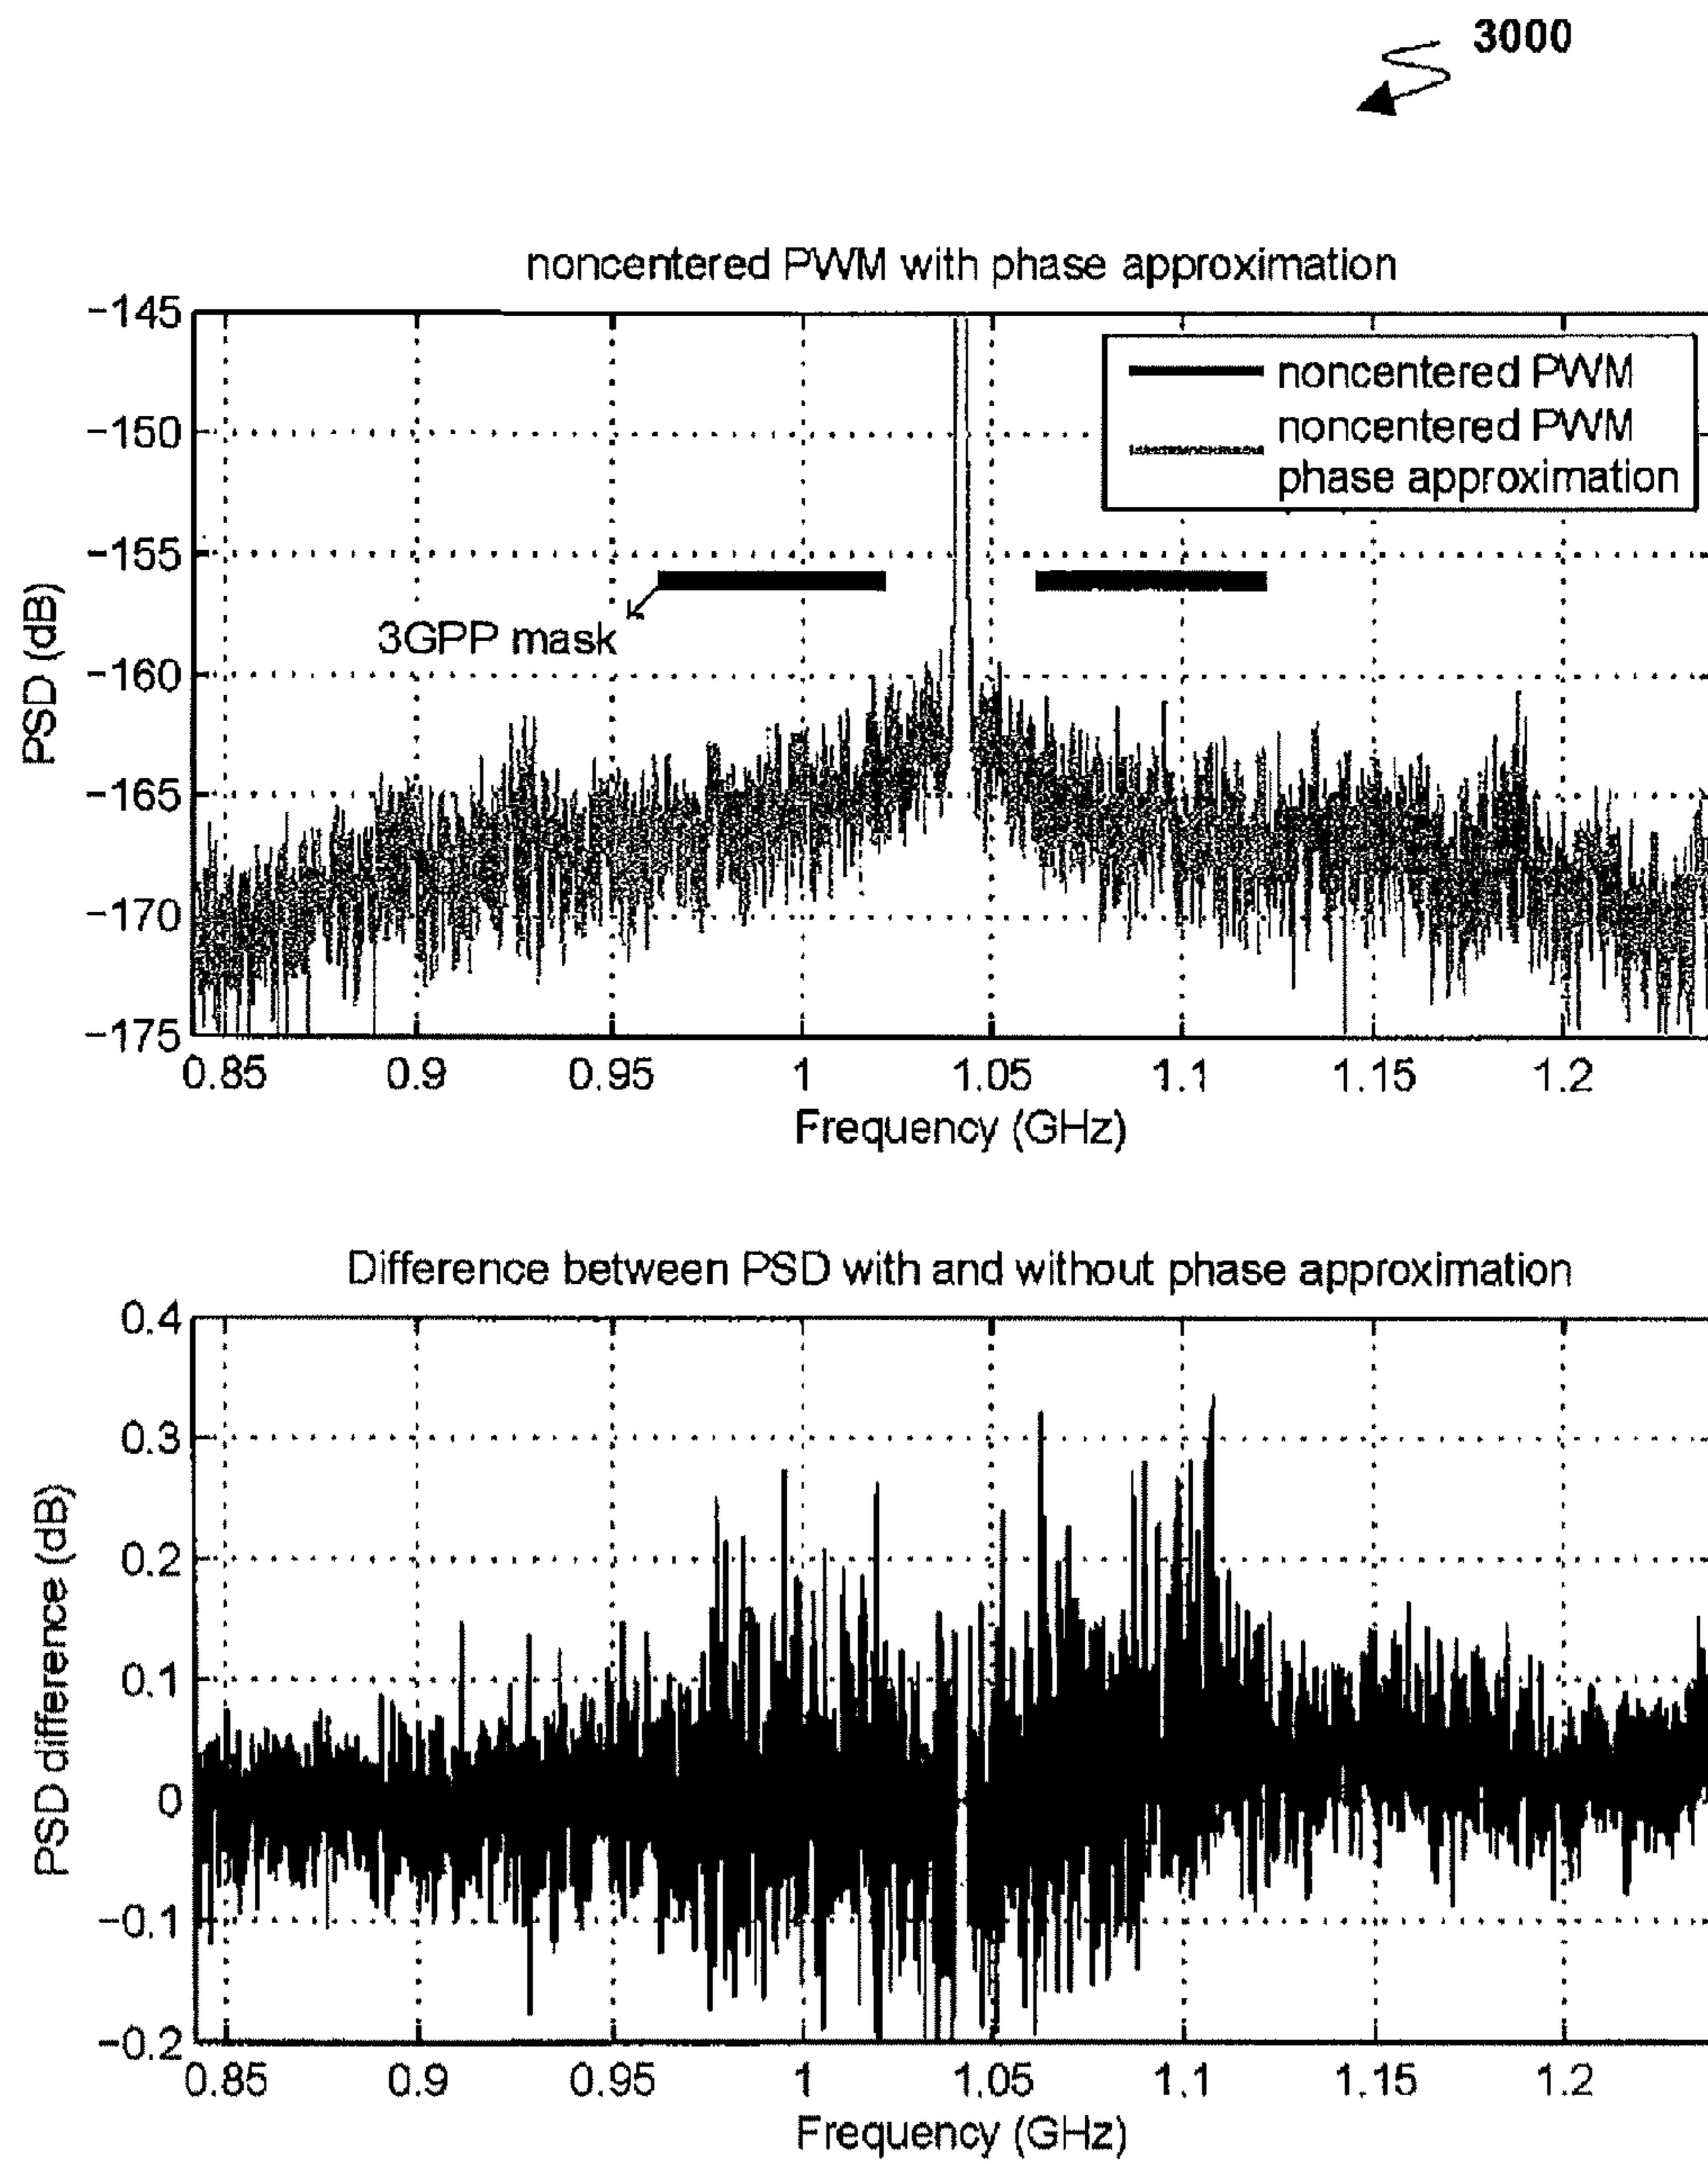 3000
noncentered PWM with phase approximation
−145
−150
−155
−160
−165
−170
−175
PSD (dB)
noncentered PWM
noncentered PWM
phase approximation
3GPP mask
0.85 0.9 0.95 1 1.05 1.1 1.15 1.2
Frequency (GHz)
Difference between PSD with and without phase approximation
0.4
0.3
0.2
0.1
0
−0.1
−0.2
PSD difference (dB)
0.85 0.9 0.95 1 1.05 1.1 1.15 1.2
Frequency (GHz)